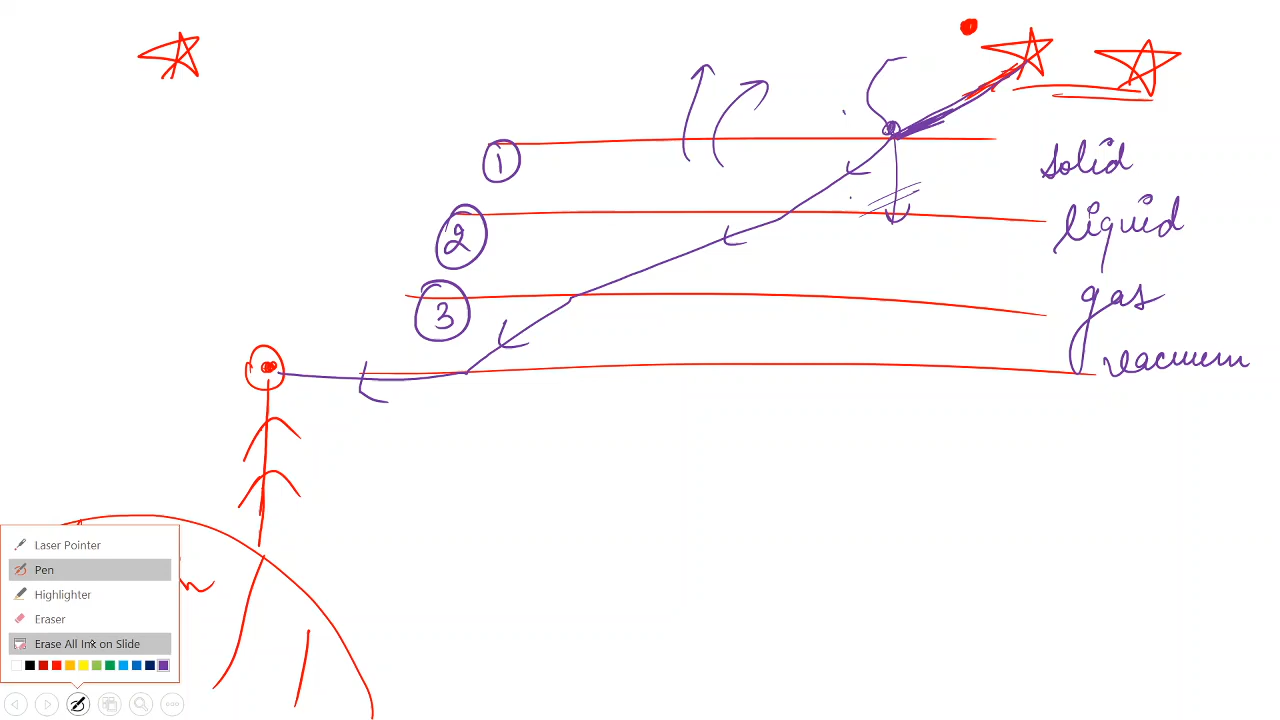 1
solid
2
liquid
3
gas
vacuum
Laser Pointer
Pen
Highlighter
Eraser
Erase All Ink on Slide